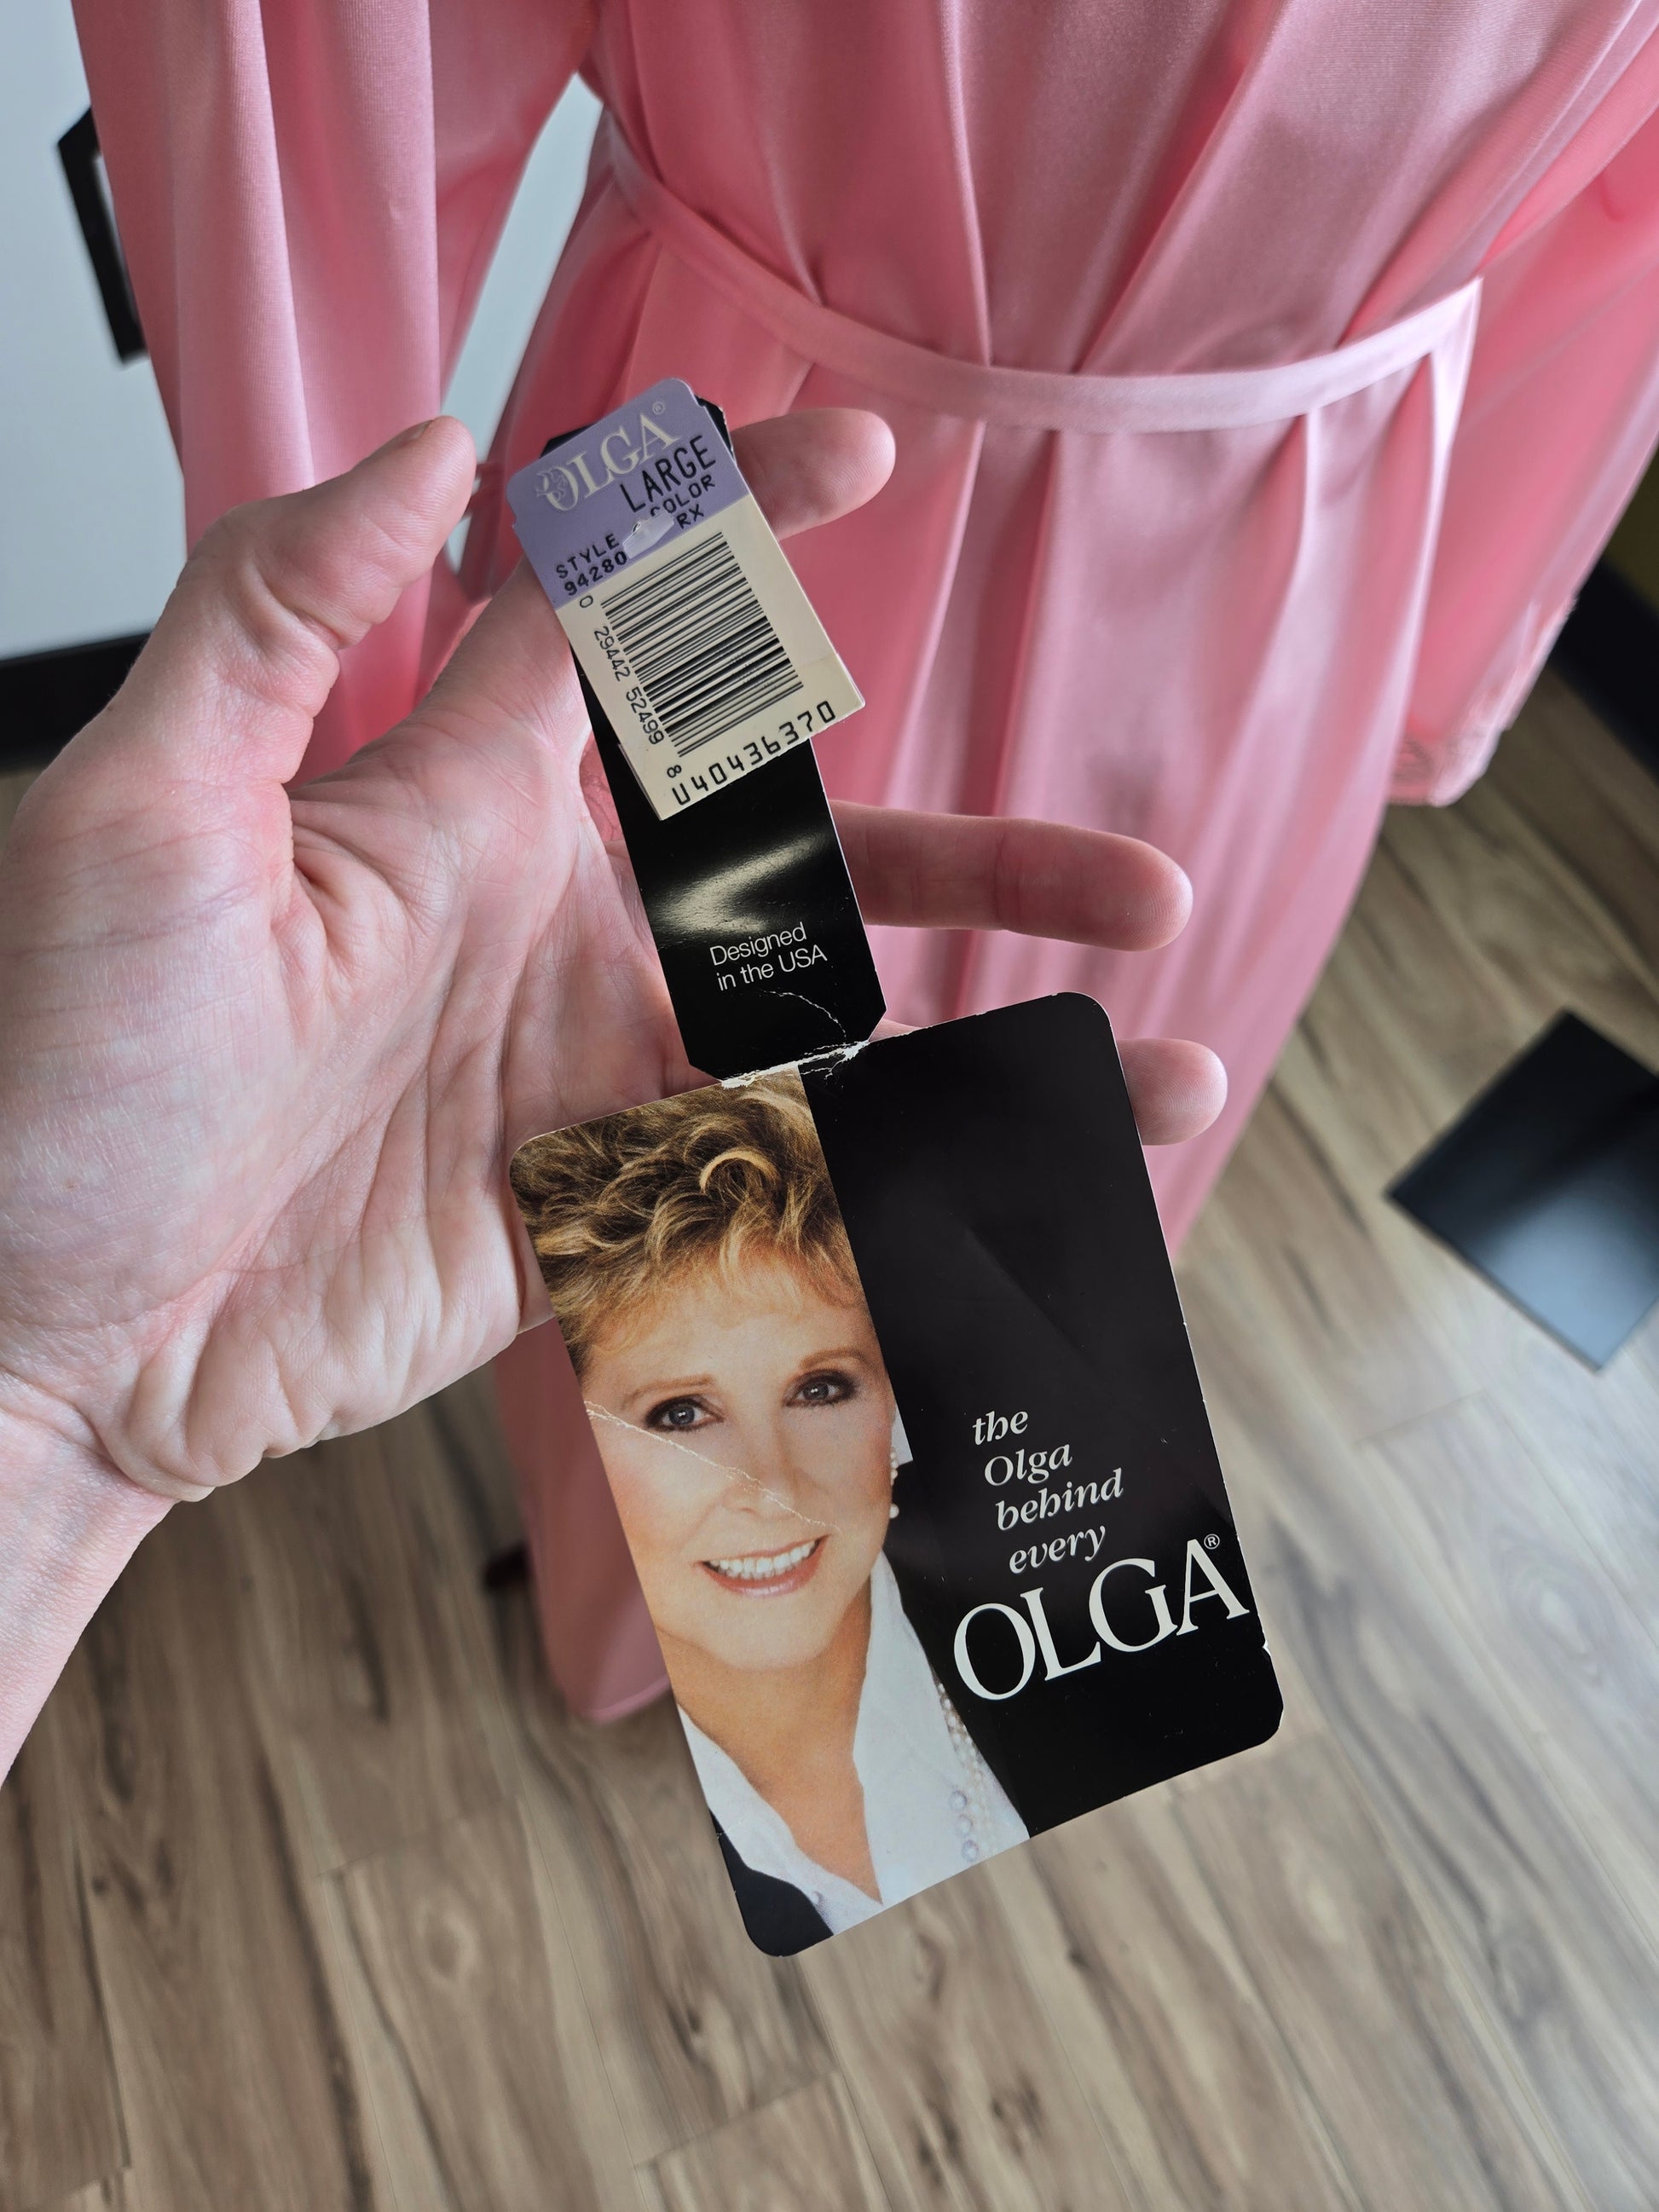 OLGA®
LARGE
COLOR
RX
STYLE
94280
0 29442 52499 8
U40436370
Designed
in the USA
the
Olga
behind
every
OLGA®